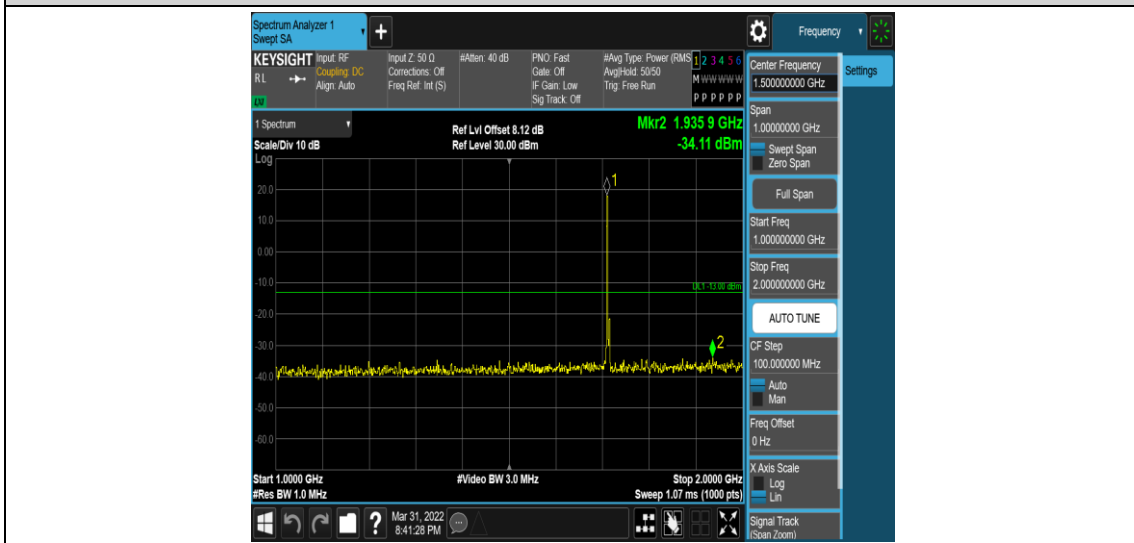 Spectrum Analyzer 1
Swept SA
+
Frequency
KEYSIGHT
RL
LXI
Input: RF
Coupling: DC
Align: Auto
Input Z: 50 Ω
Corrections: Off
Freq Ref: Int (S)
#Atten: 40 dB
PNO: Fast
Gate: Off
IF Gain: Low
Sig Track: Off
#Avg Type: Power (RMS
Avg|Hold: 50/50
Trig: Free Run
1 2 3 4 5 6
M W W W W W
P P P P P P
1 Spectrum
Scale/Div 10 dB
Log
Ref Lvl Offset 8.12 dB
Ref Level 30.00 dBm
Mkr2 1.935 9 GHz
-34.11 dBm
1
20.0
10.0
0.00
-10.0
DL1 -13.00 dBm
-20.0
-30.0
2
-40.0
-50.0
-60.0
Start 1.0000 GHz
#Video BW 3.0 MHz
Stop 2.0000 GHz
#Res BW 1.0 MHz
Sweep 1.07 ms (1000 pts)
Center Frequency
1.500000000 GHz
Settings
Span
1.00000000 GHz
Swept Span
Zero Span
Full Span
Start Freq
1.000000000 GHz
Stop Freq
2.000000000 GHz
AUTO TUNE
CF Step
100.000000 MHz
Auto
Man
Freq Offset
0 Hz
X Axis Scale
Log
Lin
Signal Track
(Span Zoom)
?
Mar 31, 2022
8:41:28 PM